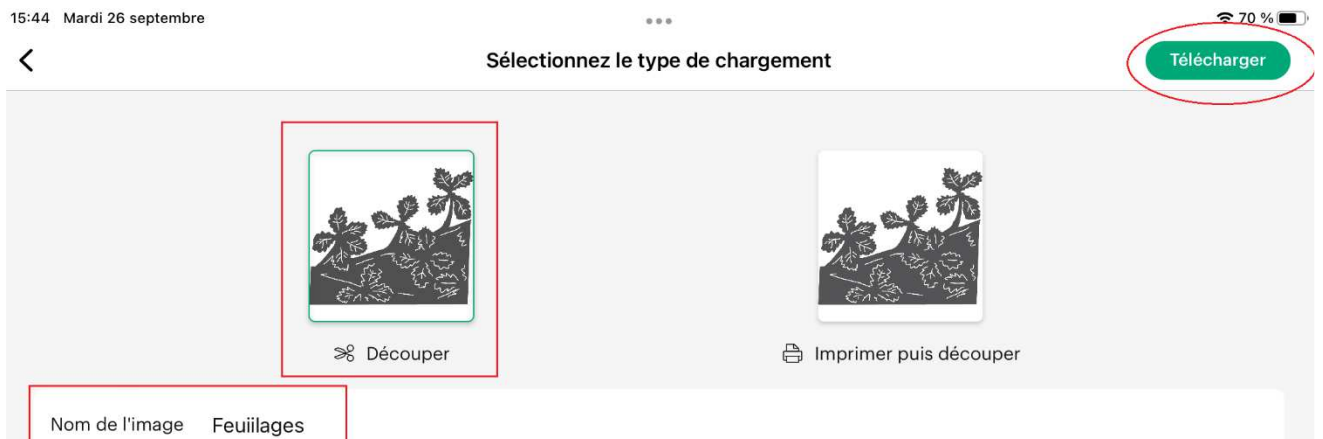 15:44 Mardi 26 septembre
70 %
Sélectionnez le type de chargement
Télécharger
Découper
Imprimer puis découper
Nom de l'image Feuiilages